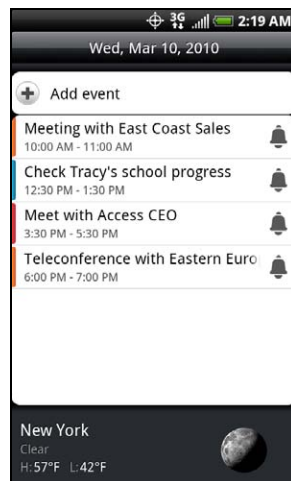 3G 2:19 AM
Wed, Mar 10, 2010
Add event
Meeting with East Coast Sales
10:00 AM - 11:00 AM
Check Tracy's school progress
12:30 PM - 1:30 PM
Meet with Access CEO
3:30 PM - 5:30 PM
Teleconference with Eastern Euro
6:00 PM - 7:00 PM
New York
Clear
H:57°F L:42°F